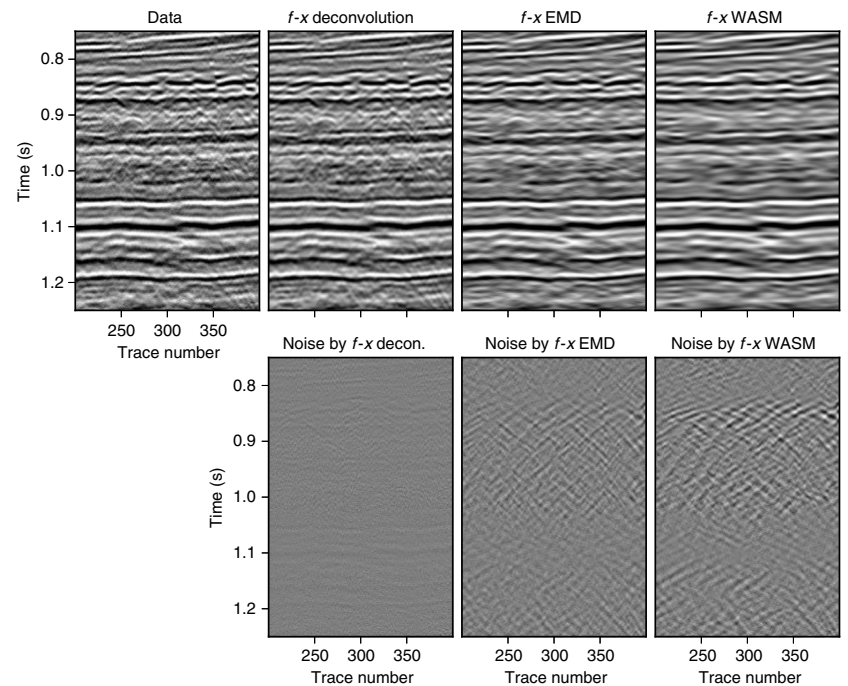 Data
f-x deconvolution
f-x EMD
f-x WASM
0.8
0.9
1.0
1.1
1.2
Time (s)
250 300 350
Trace number
Noise by f-x decon.
Noise by f-x EMD
Noise by f-x WASM
0.8
0.9
1.0
1.1
1.2
Time (s)
250 300 350
250 300 350
250 300 350
Trace number
Trace number
Trace number